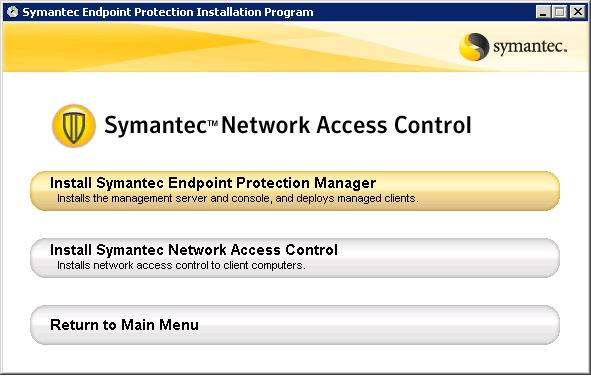 Symantec Endpoint Protection Installation Program
symantec.
Symantec™ Network Access Control
Install Symantec Endpoint Protection Manager
Installs the management server and console, and deploys managed clients.
Install Symantec Network Access Control
Installs network access control to client computers.
Return to Main Menu